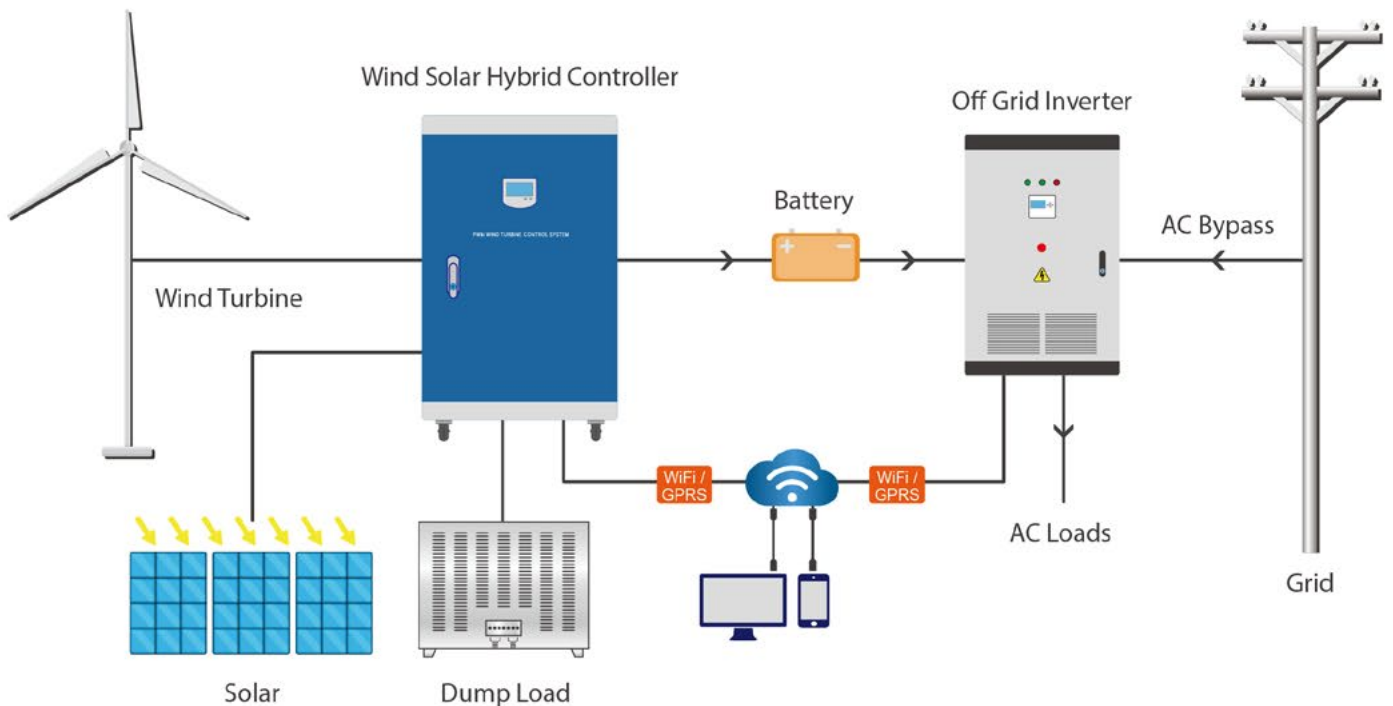 Wind Solar Hybrid Controller
Off Grid Inverter
Battery
AC Bypass
PWM WIND TURBINE CONTROL SYSTEM
Wind Turbine
WiFi /
GPRS
WiFi /
GPRS
AC Loads
Grid
Solar
Dump Load